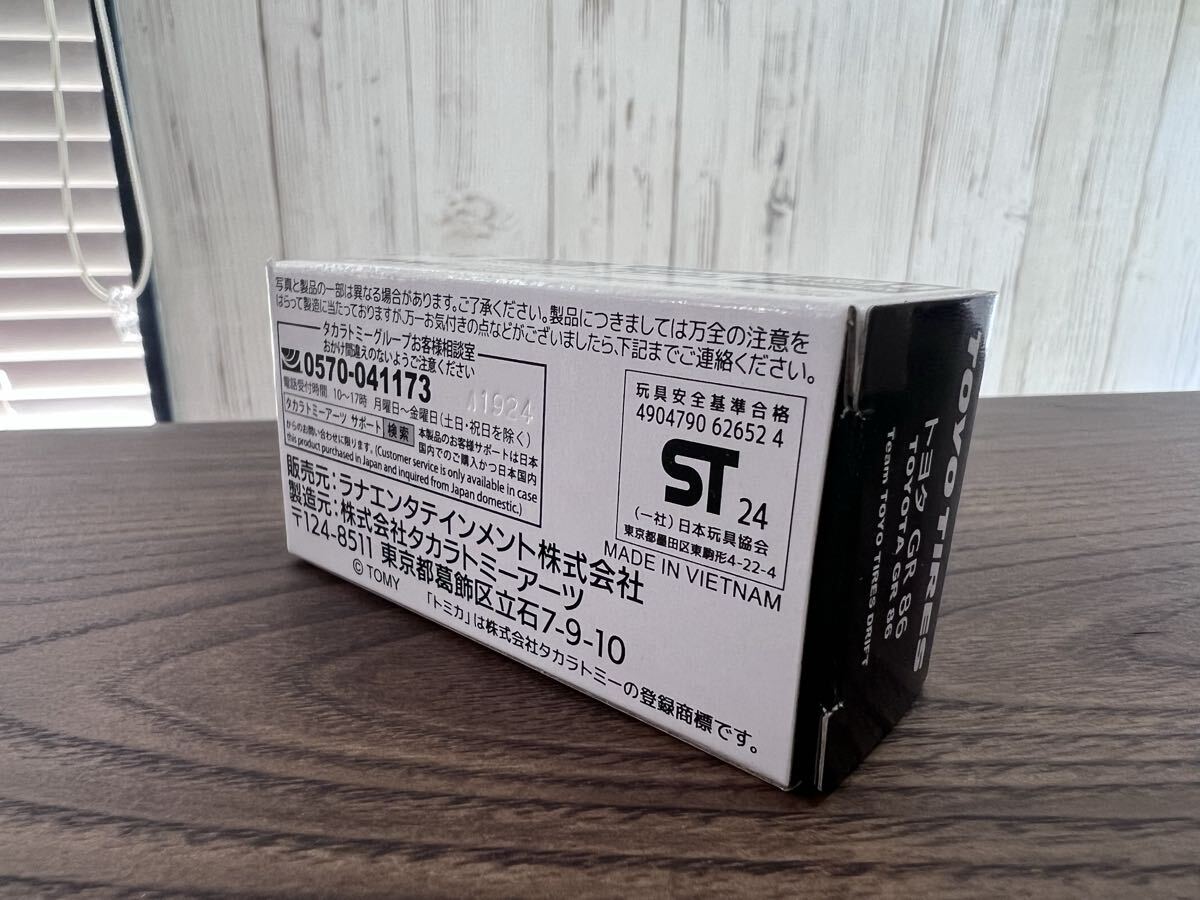 写真と製品の一部は異なる場合があります。ご了承ください。製品につきましては万全の注意を
はらって製造に当たっておりますが、万一お気付きの点などがございましたら、下記までご連絡ください。
タカラトミーグループお客様相談室
おかけ間違えのないようご注意ください
0570-041173
電話受付時間 10〜17時 月曜日〜金曜日(土日・祝日を除く)
タカラトミーアーツ サポート 検索
本製品のお客様サポートは日本
国内でのご購入かつ日本国内
からのお問い合わせに限ります。(Customer service is only available in case
this product purchased in Japan and inquired from Japan domestic.)
販売元:ラナエンタテインメント株式会社
製造元:株式会社タカラトミーアーツ
〒124-8511 東京都葛飾区立石7-9-10
© TOMY
「トミカ」は株式会社タカラトミーの登録商標です。
玩具安全基準合格
4904790 62652 4
ST 24
(一社)日本玩具協会
東京都墨田区東駒形4-22-4
MADE IN VIETNAM
TOYO TIRES
トヨタ GR 86
TOYOTA GR 86
Team TOYO TIRES DRIFT